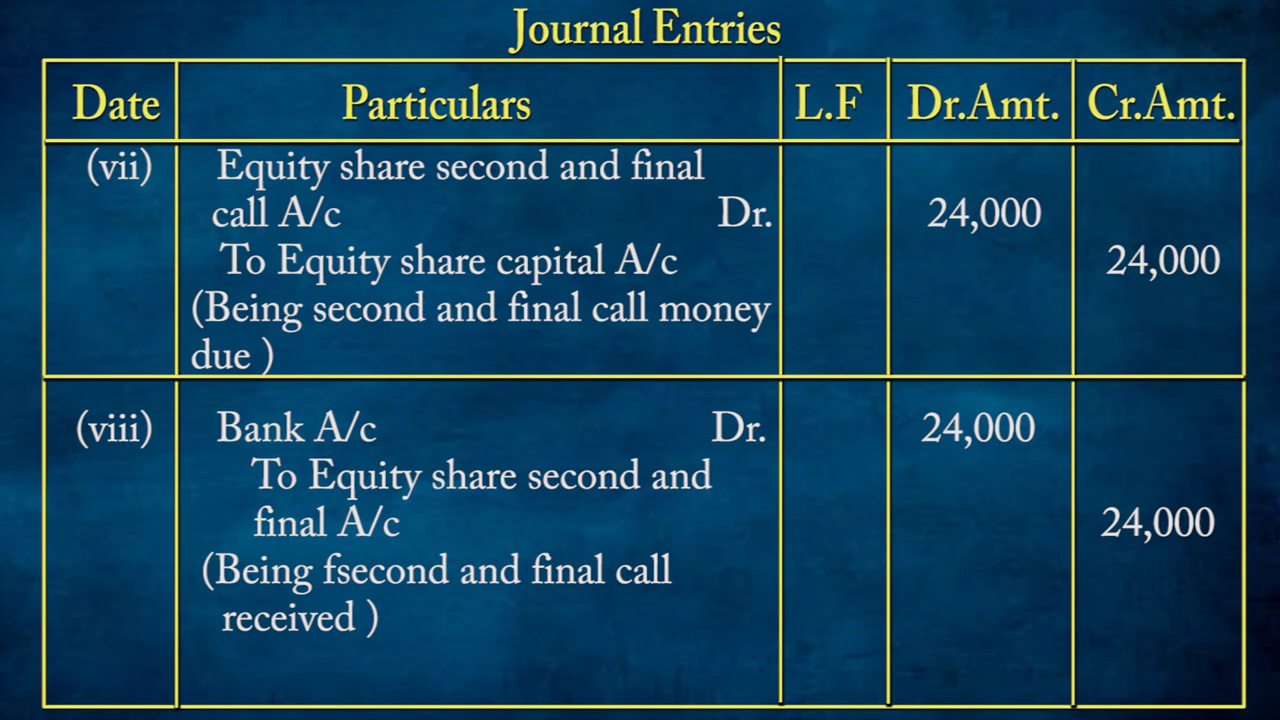 Journal Entries
Date Particulars L.F Dr.Amt. Cr.Amt.
(vii) Equity share second and final
call A/c Dr. 24,000
To Equity share capital A/c 24,000
(Being second and final call money
due )
(viii) Bank A/c Dr. 24,000
To Equity share second and
final A/c 24,000
(Being fsecond and final call
received )